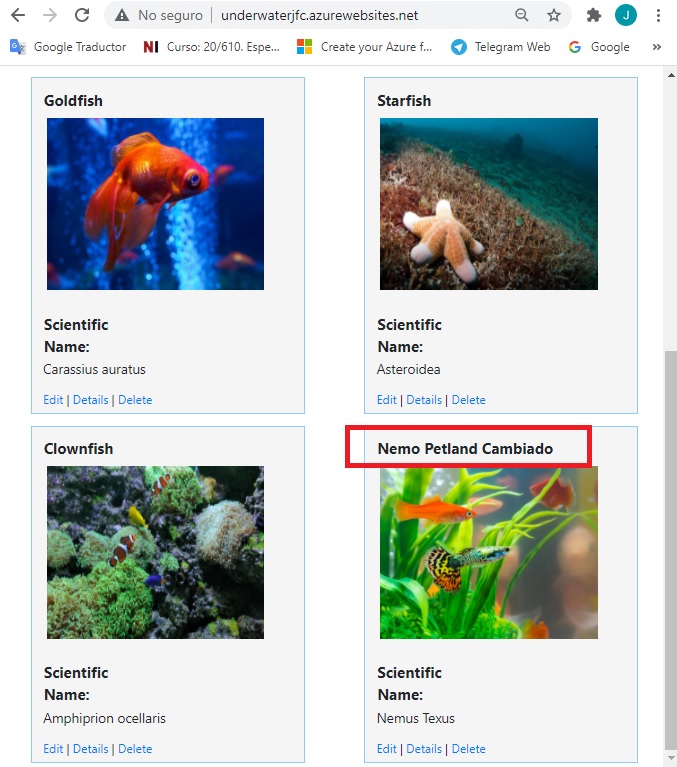 No seguro underwaterjfc.azurewebsites.net J
Google Traductor NI Curso: 20/610. Espe... Create your Azure f... Telegram Web G Google »
Goldfish
Scientific
Name:
Carassius auratus
Edit | Details | Delete
Starfish
Scientific
Name:
Asteroidea
Edit | Details | Delete
Clownfish
Scientific
Name:
Amphiprion ocellaris
Edit | Details | Delete
Nemo Petland Cambiado
Scientific
Name:
Nemus Texus
Edit | Details | Delete